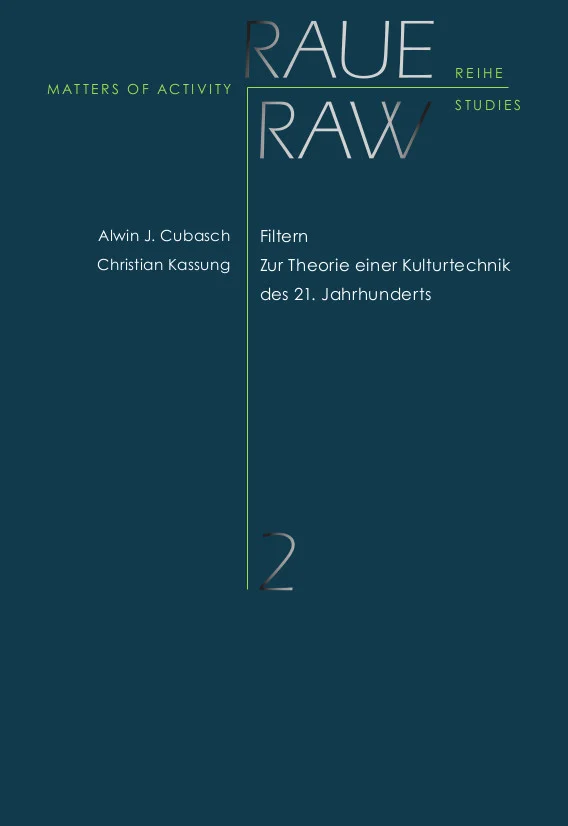 RAUE
REIHE
MATTERS OF ACTIVITY
STUDIES
RAW
Alwin J. Cubasch
Christian Kassung
Filtern
Zur Theorie einer Kulturtechnik
des 21. Jahrhunderts
2